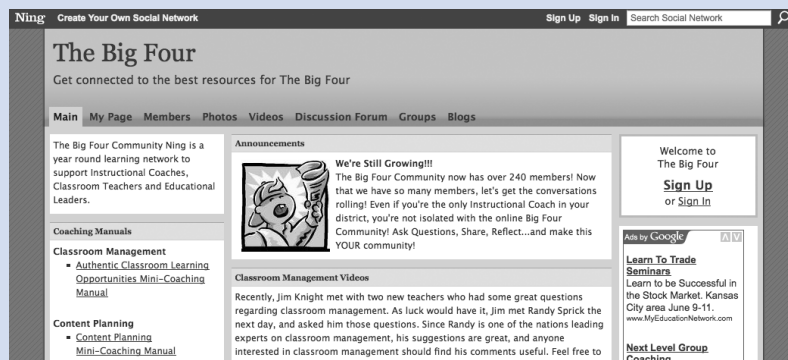 Ning Create Your Own Social Network
Sign Up Sign In Search Social Network
The Big Four
Get connected to the best resources for The Big Four
Main My Page Members Photos Videos Discussion Forum Groups Blogs
The Big Four Community Ning is a
year round learning network to
support Instructional Coaches,
Classroom Teachers and Educational
Leaders.
Coaching Manuals
Classroom Management
Authentic Classroom Learning
Opportunities Mini-Coaching
Manual
Content Planning
Content Planning
Mini-Coaching Manual
Announcements
We're Still Growing!!!
The Big Four Community now has over 240 members! Now
that we have so many members, let's get the conversations
rolling! Even if you're the only Instructional Coach in your
district, you're not isolated with the online Big Four
Community! Ask Questions, Share, Reflect...and make this
YOUR community!
Classroom Management Videos
Recently, Jim Knight met with two new teachers who had some great questions
regarding classroom management. As luck would have it, Jim met Randy Sprick the
next day, and asked him those questions. Since Randy is one of the nations leading
experts on classroom management, his suggestions are great, and anyone
interested in classroom management should find his comments useful. Feel free to
Welcome to
The Big Four
Sign Up
or Sign In
Ads by Google
Learn To Trade
Seminars
Learn to be Successful in
the Stock Market. Kansas
City area June 9-11.
www.MyEducationNetwork.com
Next Level Group
Coaching